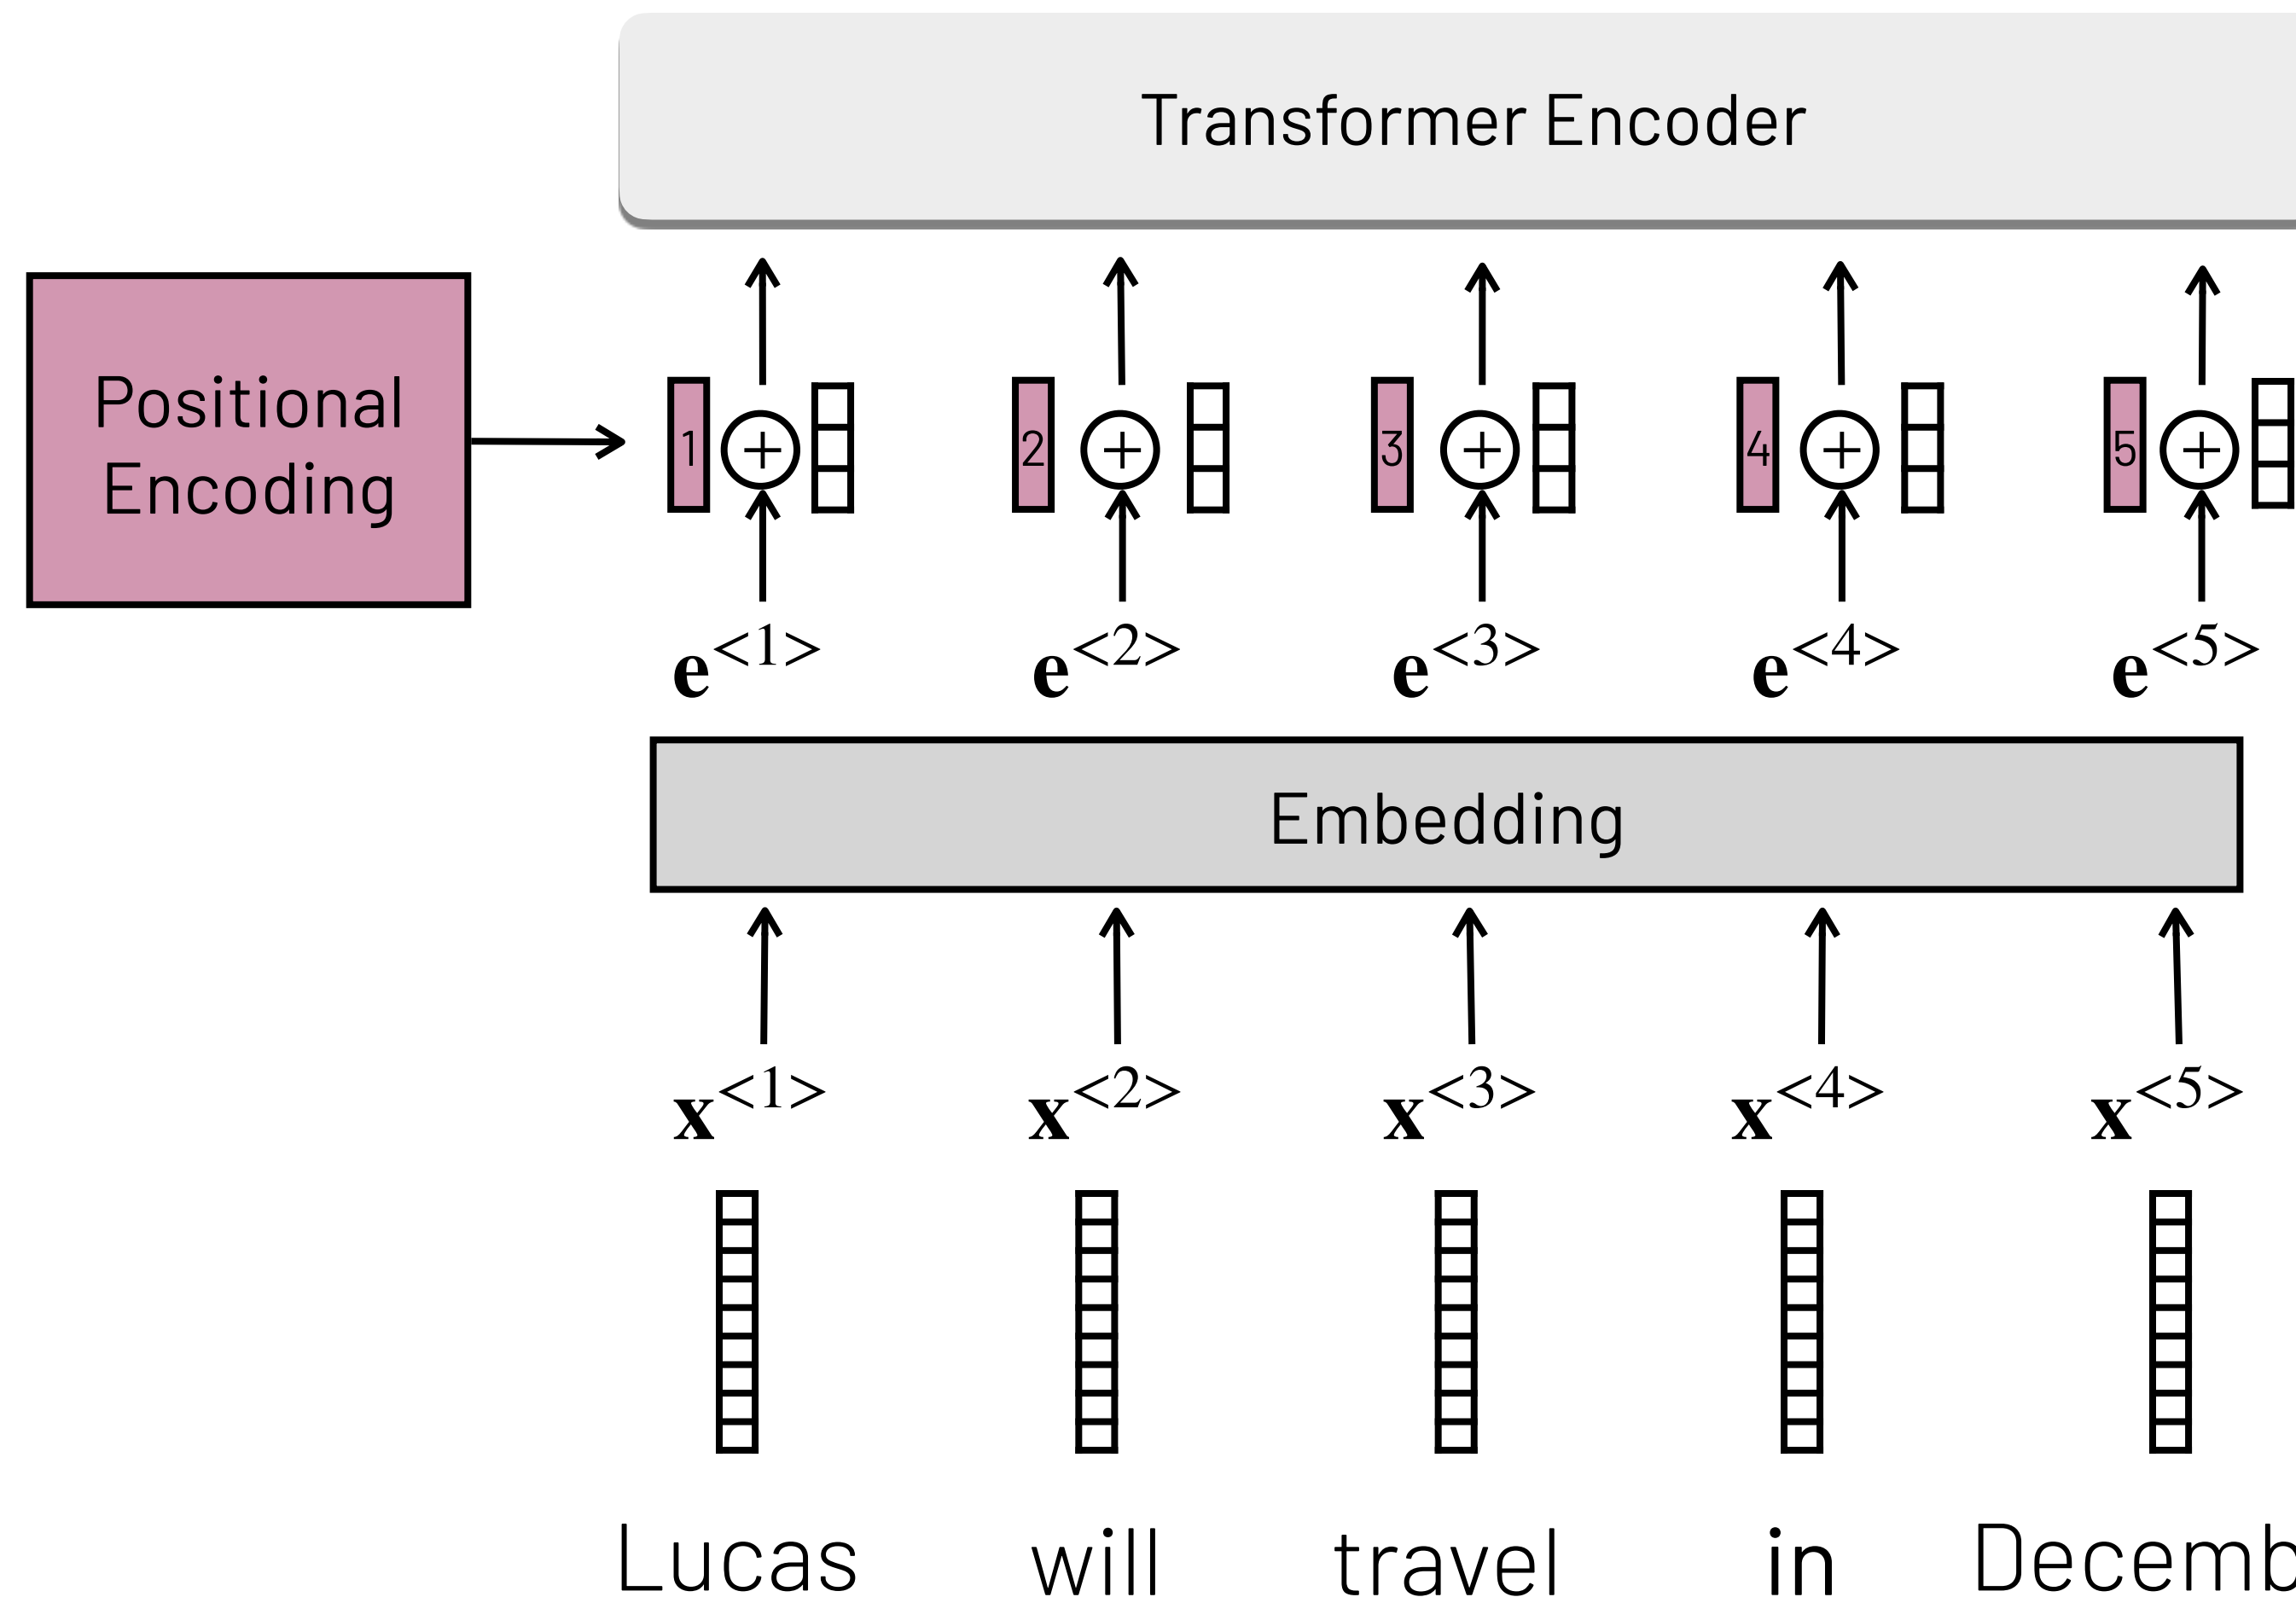 Transformer Encoder
Positional
Encoding
1 + 2 + 3 + 4 + 5 +
e<1> e<2> e<3> e<4> e<5>
Embedding
x<1> x<2> x<3> x<4> x<5>
Lucas will travel in Decemb